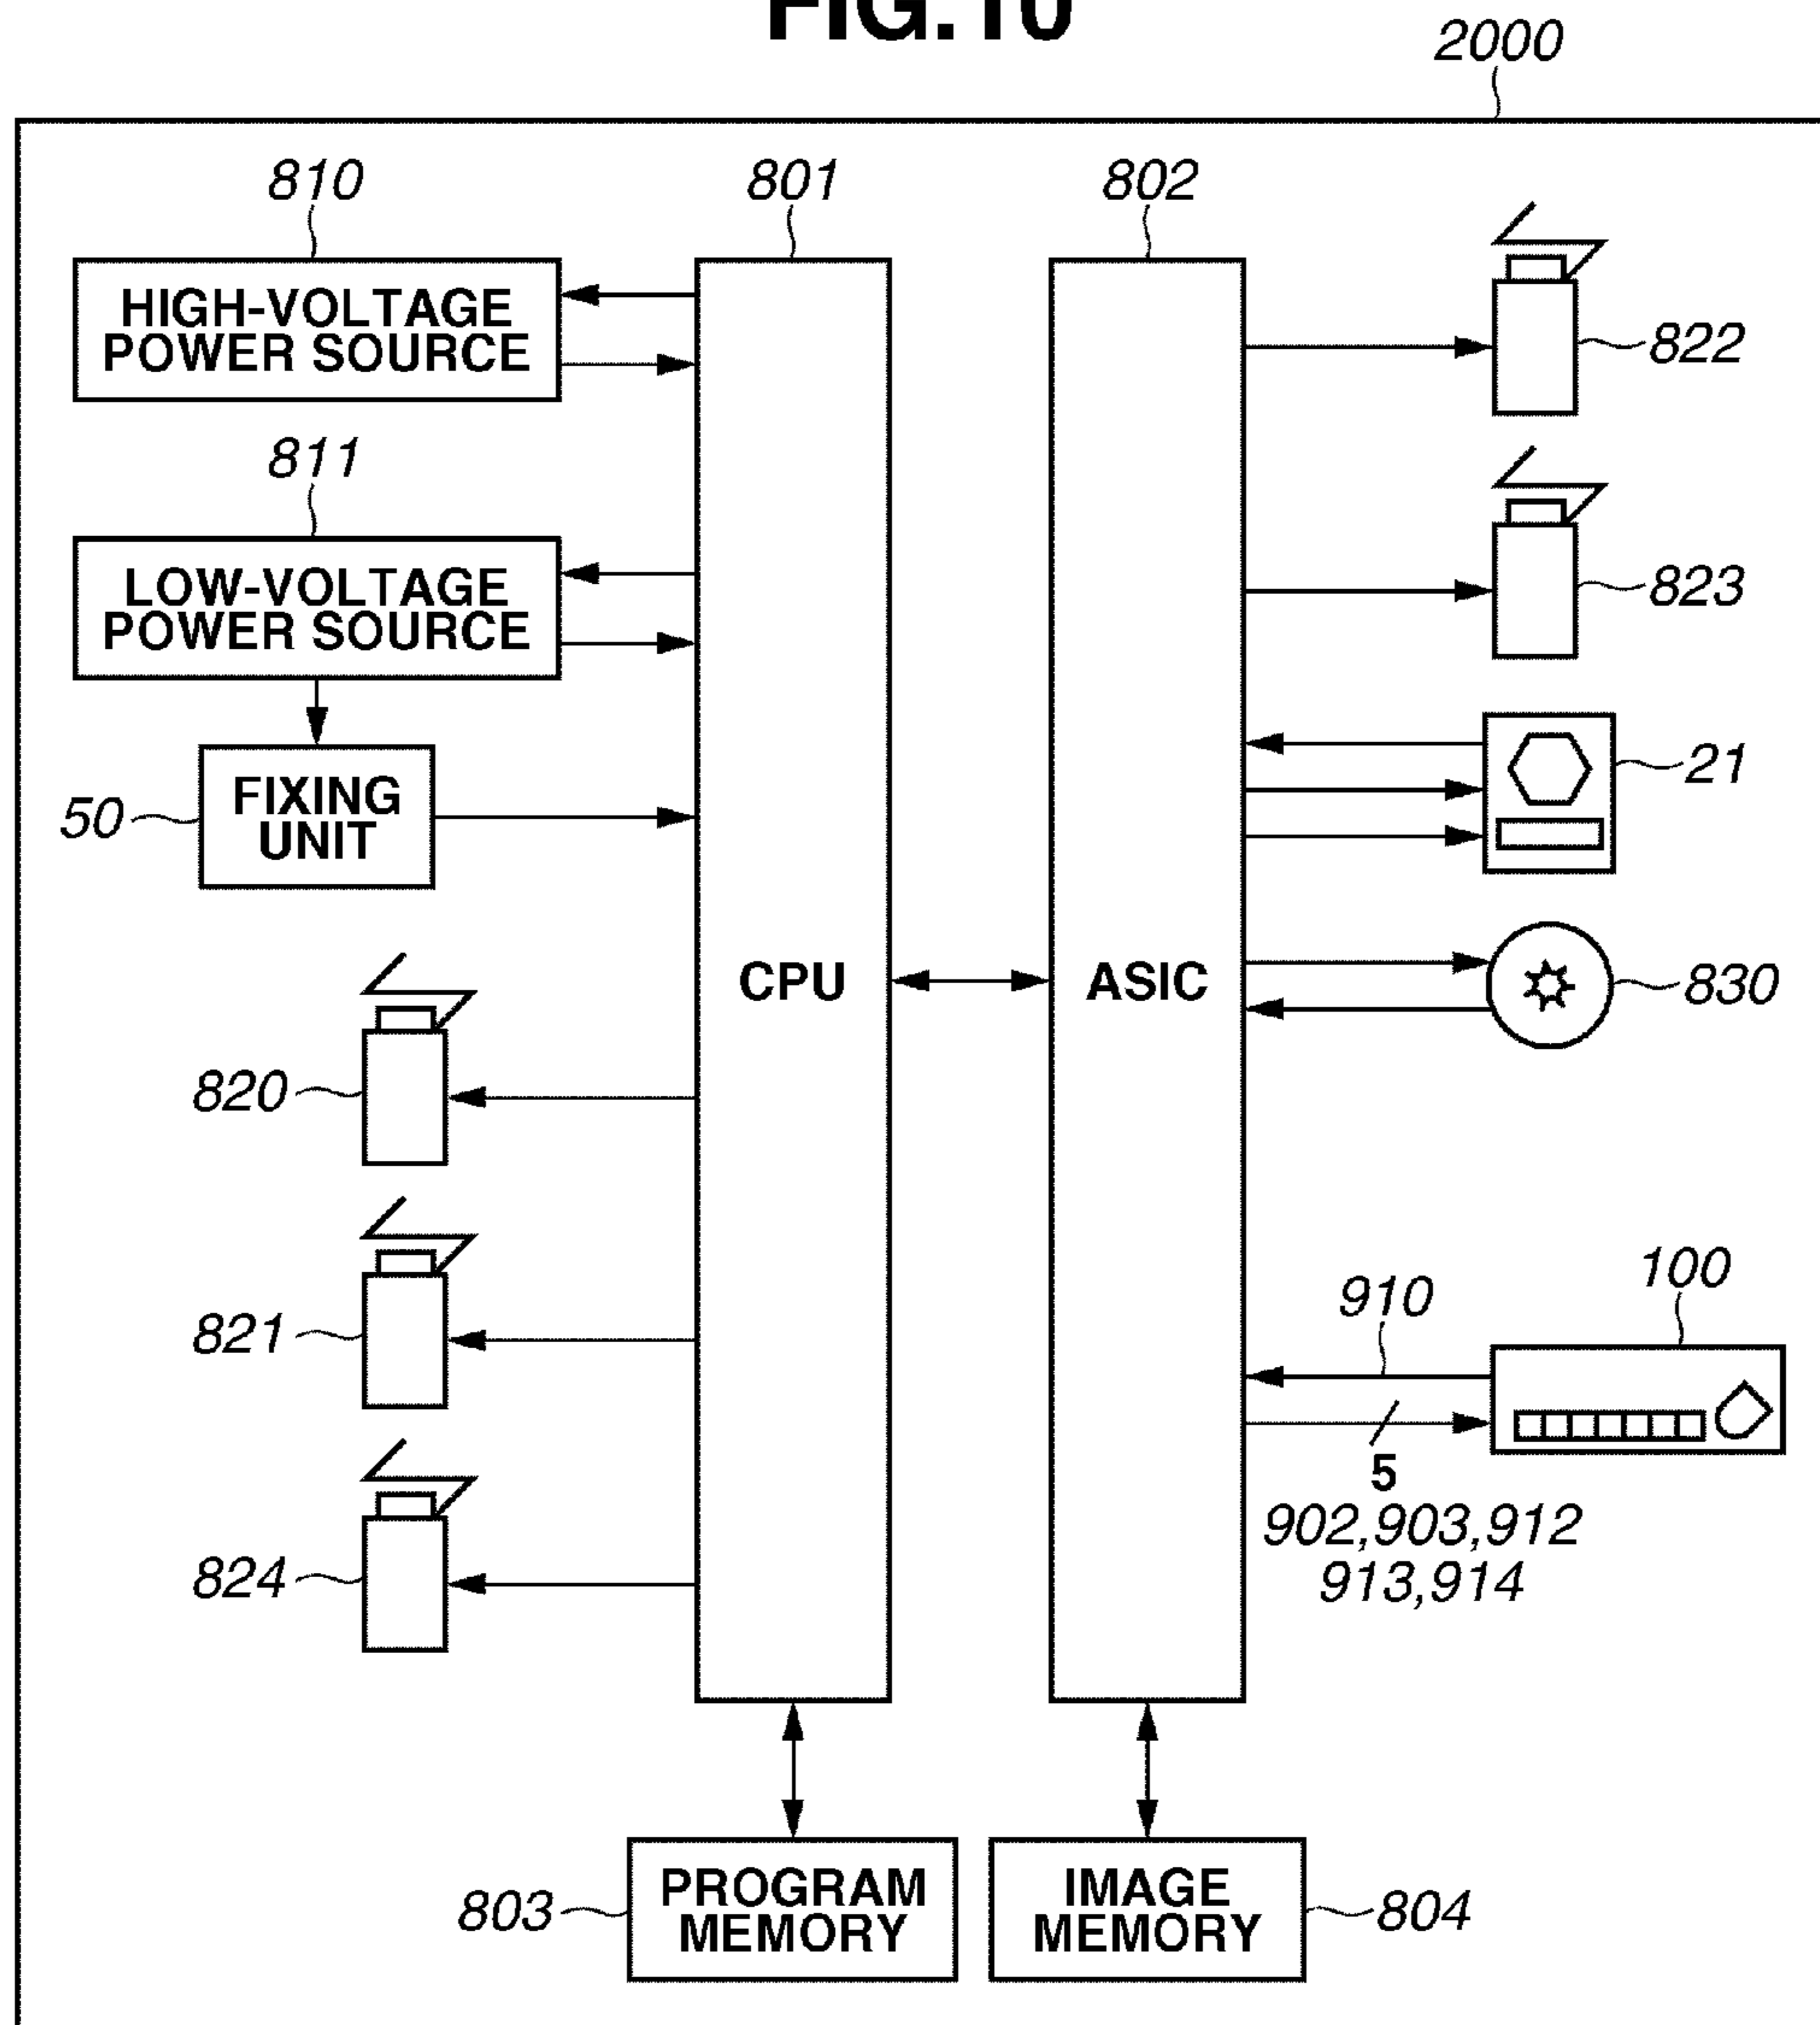 FIG.10
2000
810
801
802
HIGH-VOLTAGE
POWER SOURCE
822
811
LOW-VOLTAGE
POWER SOURCE
823
50
FIXING
UNIT
21
CPU
ASIC
830
820
821
910
100
5
902,903,912
913,914
824
803
PROGRAM
MEMORY
IMAGE
MEMORY
804